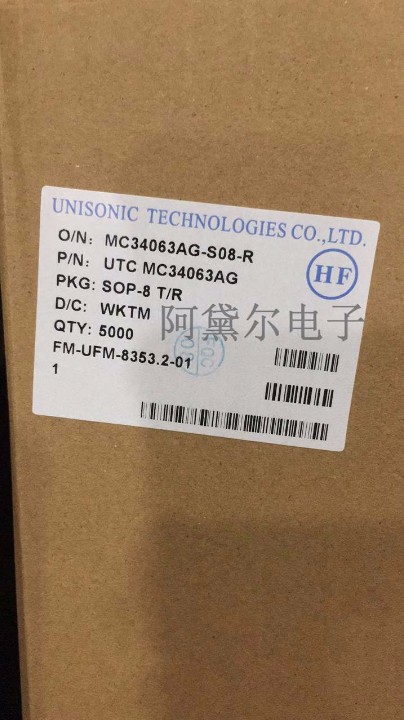 UNISONIC TECHNOLOGIES CO.,LTD.
O/N: MC34063AG-S08-R
P/N: UTC MC34063AG
HF
PKG: SOP-8 T/R
D/C: WKTM
阿黛尔电子
QTY: 5000
FM-UFM-8353.2-01
1